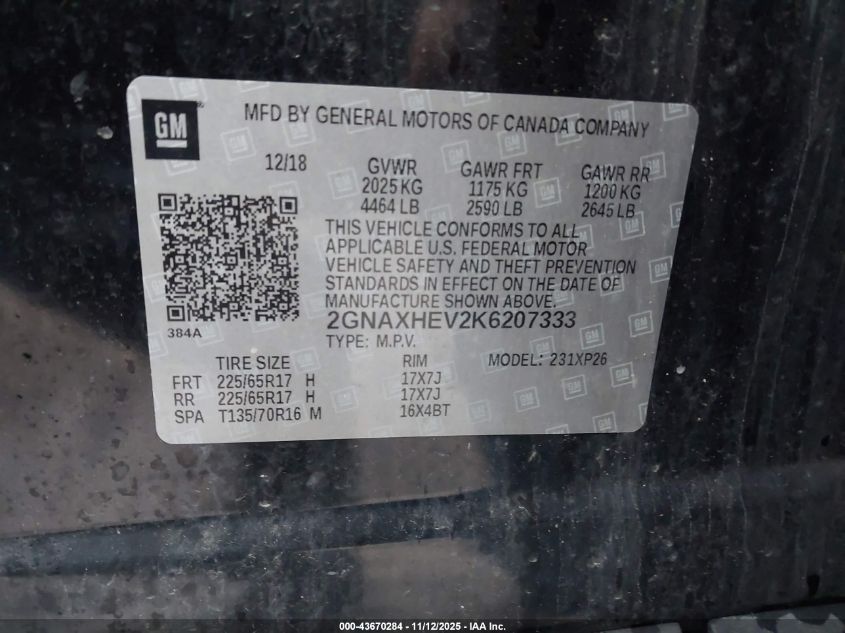 GM
MFD BY GENERAL MOTORS OF CANADA COMPANY
12/18 GVWR GAWR FRT GAWR RR
2025 KG 1175 KG 1200 KG
4464 LB 2590 LB 2645 LB
THIS VEHICLE CONFORMS TO ALL
APPLICABLE U.S. FEDERAL MOTOR
VEHICLE SAFETY AND THEFT PREVENTION
STANDARDS IN EFFECT ON THE DATE OF
MANUFACTURE SHOWN ABOVE.
384A
2GNAXHEV2K6207333
TYPE: M.P.V.
TIRE SIZE RIM MODEL: 231XP26
FRT 225/65R17 H 17X7J
RR 225/65R17 H 17X7J
SPA T135/70R16 M 16X4BT
000-43670284 - 11/12/2025 - IAA Inc.